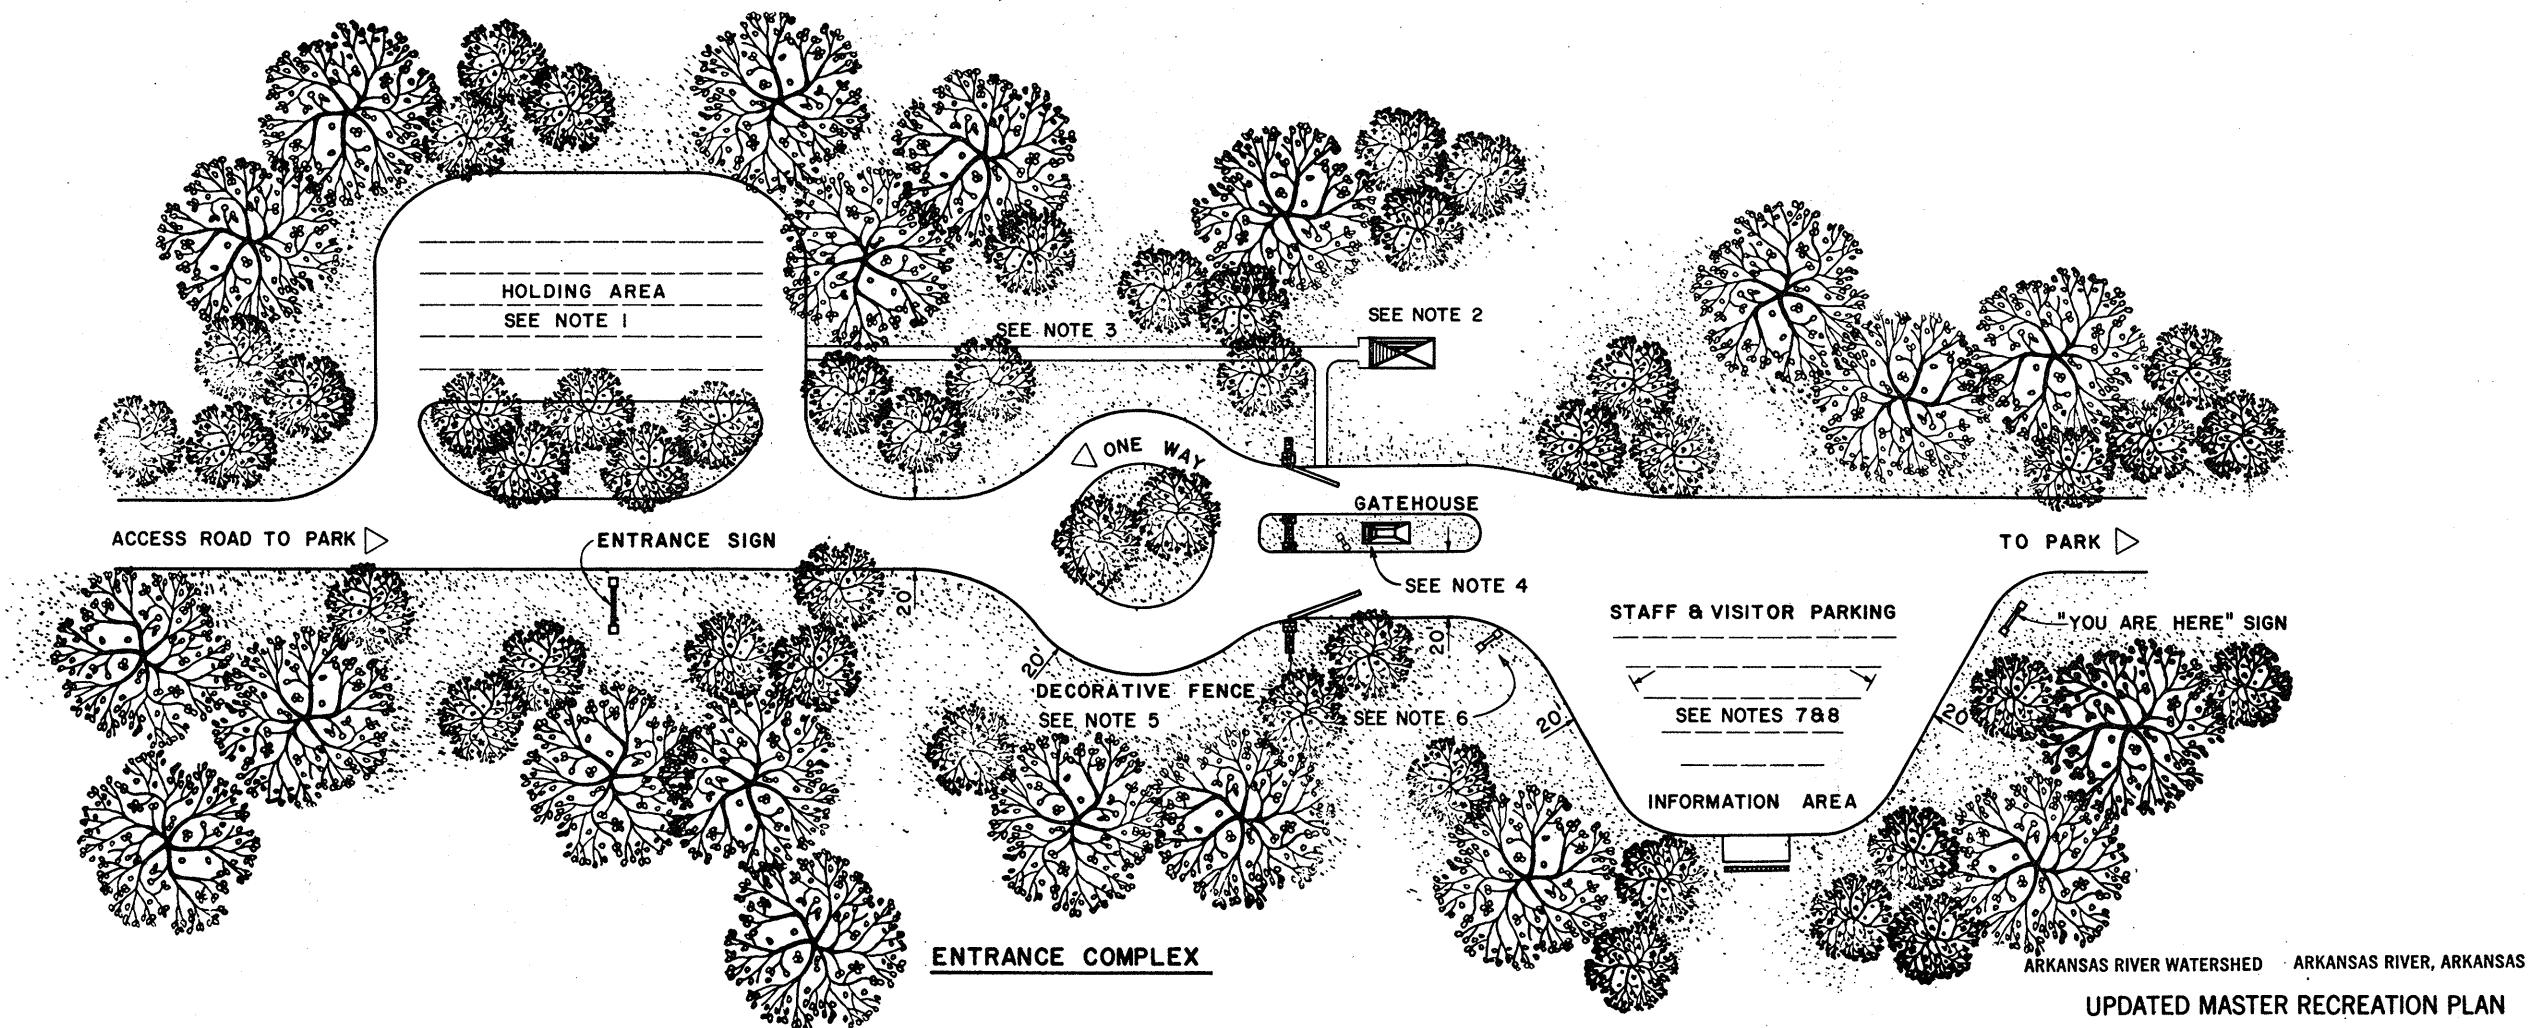 HOLDING AREA
SEE NOTE 1
SEE NOTE 3
SEE NOTE 2
ONE WAY
GATEHOUSE
ACCESS ROAD TO PARK
ENTRANCE SIGN
TO PARK
SEE NOTE 4
20'
STAFF & VISITOR PARKING
"YOU ARE HERE" SIGN
20'
20'
DECORATIVE FENCE
SEE NOTE 5
SEE NOTE 6
20'
SEE NOTES 7&8
20'
INFORMATION AREA
ENTRANCE COMPLEX
ARKANSAS RIVER WATERSHED ARKANSAS RIVER, ARKANSAS
UPDATED MASTER RECREATION PLAN